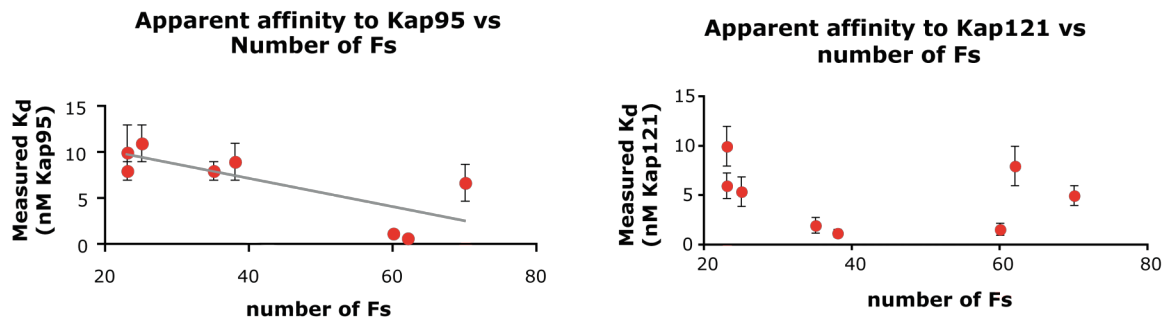 Apparent affinity to Kap95 vs
Number of Fs
Measured Kd
(nM Kap95)
15
10
5
0
20
40
60
80
number of Fs
Apparent affinity to Kap121 vs
number of Fs
Measured Kd
(nM Kap121)
15
10
5
0
20
40
60
80
number of Fs